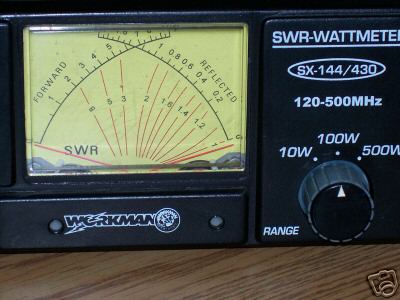 SWR-WATTMETER
SX-144/430
120-500MHz
10W 100W 500W
RANGE
FORWARD
REFLECTED
SWR
WORKMAN